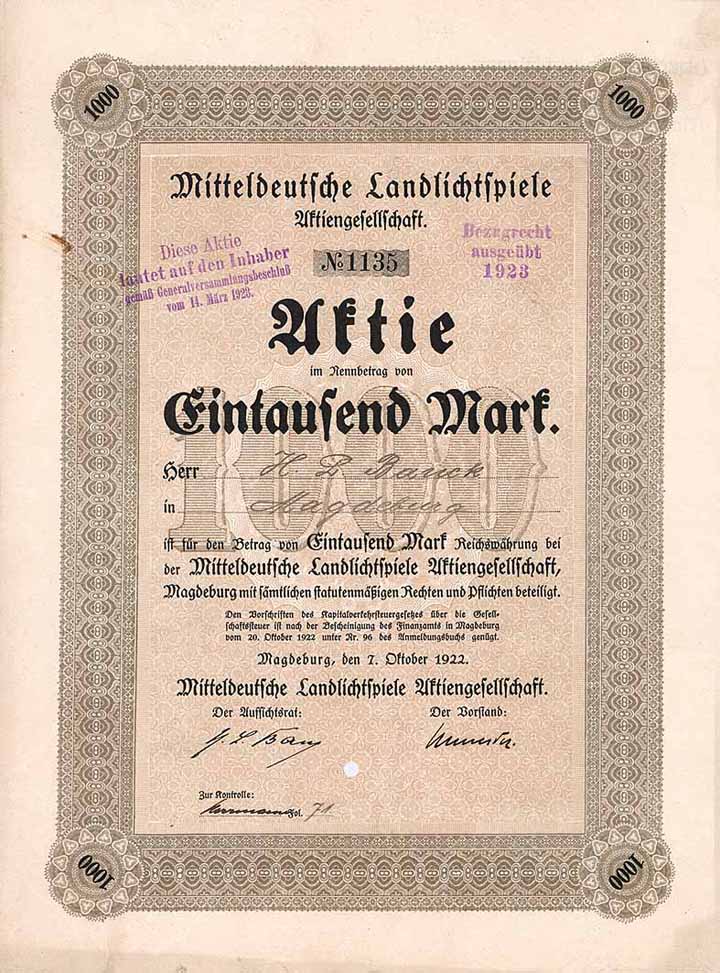 1000
1000
Mitteldeutsche Landlichtspiele
Aktiengesellschaft.
Diese Aktie
lautet auf den Inhaber
gemäß Generalversammlungsbeschluß
vom 14. März 1923.
Bezugrecht
ausgeübt
1923
№ 1135
Aktie
im Nennbetrag von
Eintausend Mark.
1000
Herr H. L. Banck
in Magdeburg
ist für den Betrag von Eintausend Mark Reichswährung bei
der Mitteldeutsche Landlichtspiele Aktiengesellschaft,
Magdeburg mit sämtlichen statutenmäßigen Rechten und Pflichten beteiligt.
Den Vorschriften des Kapitalverkehrsteuergesetzes über die Gesell-
schaftssteuer ist nach der Bescheinigung des Finanzamts in Magdeburg
vom 20. Oktober 1922 unter Nr. 96 des Anmeldungsbuchs genügt.
Magdeburg, den 7. Oktober 1922.
Mitteldeutsche Landlichtspiele Aktiengesellschaft.
Der Aufsichtsrat:
Der Vorstand:
Zur Kontrolle:
Fol. 71
1000
1000